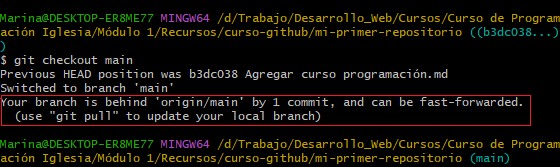 Marina@DESKTOP-ER8ME77 MINGW64 /d/Trabajo/Desarrollo_Web/Cursos/Curso de Program
ación Iglesia/Módulo 1/Recursos/curso-github/mi-primer-repositorio ((b3dc038...)
)
$ git checkout main
Previous HEAD position was b3dc038 Agregar curso programación.md
Switched to branch 'main'
Your branch is behind 'origin/main' by 1 commit, and can be fast-forwarded.
  (use "git pull" to update your local branch)
Marina@DESKTOP-ER8ME77 MINGW64 /d/Trabajo/Desarrollo_Web/Cursos/Curso de Program
ación Iglesia/Módulo 1/Recursos/curso-github/mi-primer-repositorio (main)